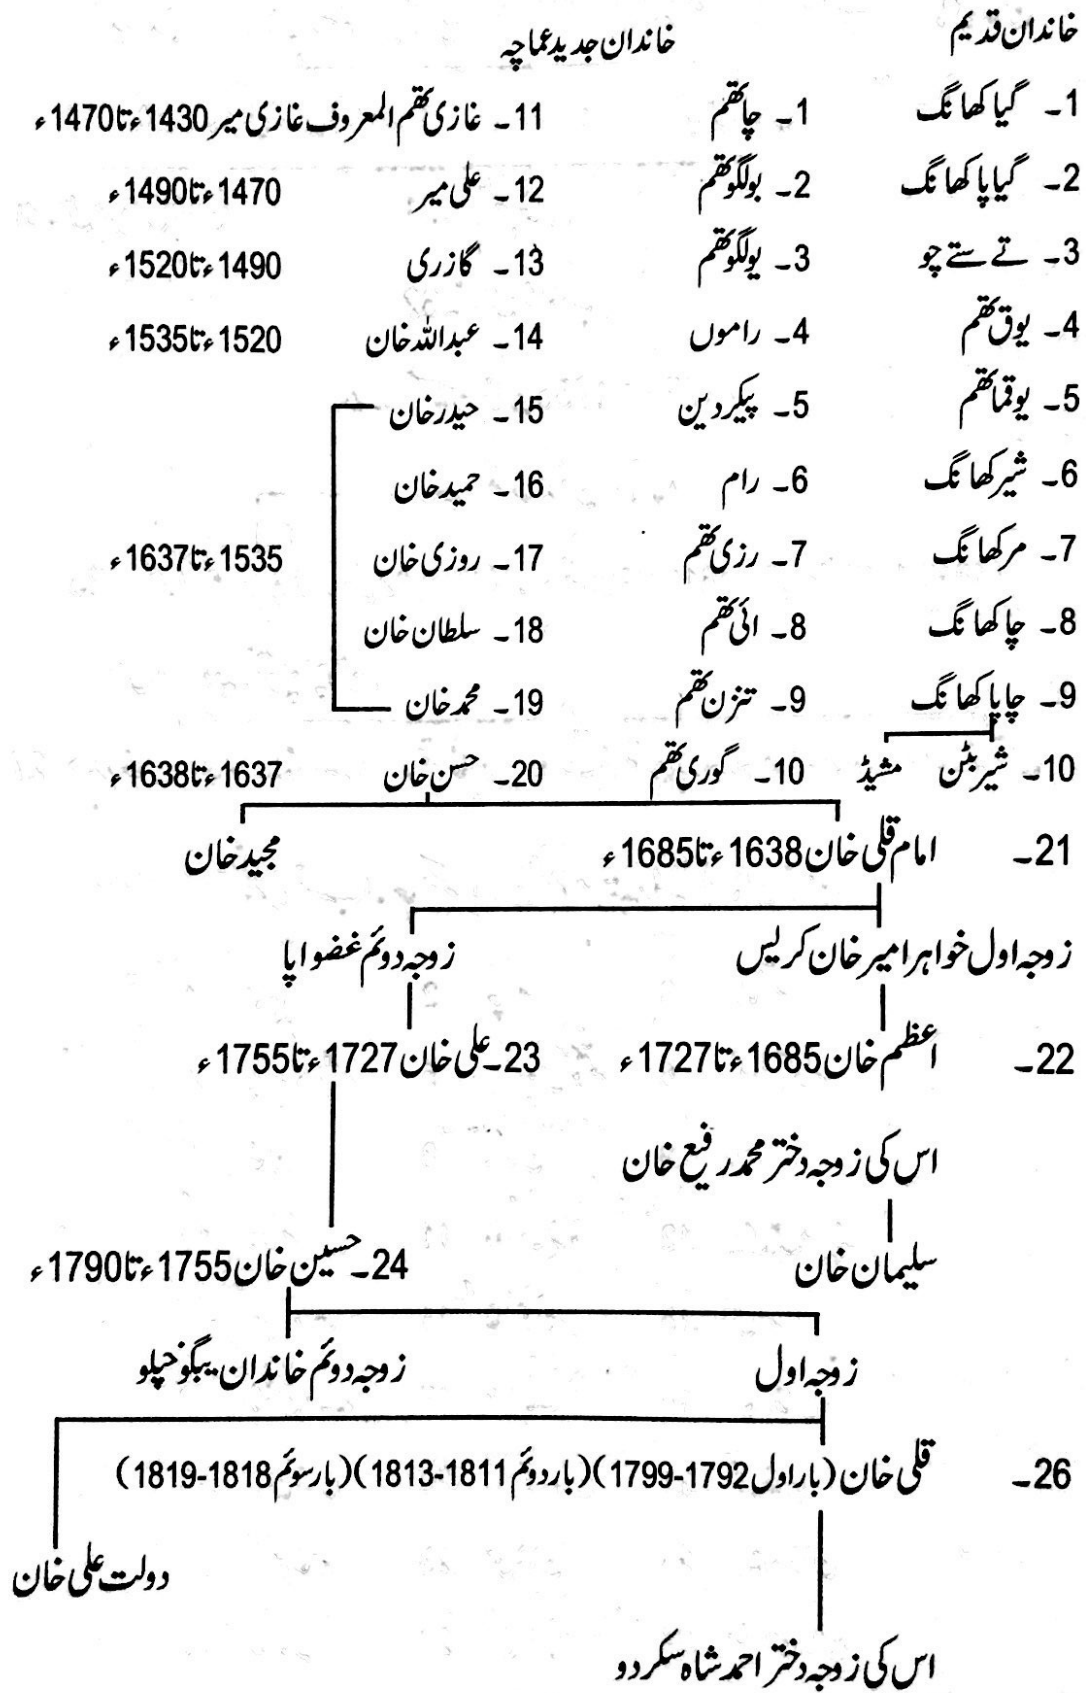 خاندان قدیم خاندان جدید عماچہ
1۔ گیا کھانگ 1۔ چاتھم 11۔ غازی تھم المعروف غازی میر 1430ء تا 1470ء
2۔ گیاپا کھانگ 2۔ بولگوتھم 12۔ علی میر 1470ء تا 1490ء
3۔ تے ستے چو 3۔ یولگوتھم 13۔ گازری 1490ء تا 1520ء
4۔ یوق تھم 4۔ راموں 14۔ عبداللہ خان 1520ء تا 1535ء
5۔ یوقماتھم 5۔ پیکردین 15۔ حیدر خان
6۔ شیر کھانگ 6۔ رام 16۔ حمید خان
7۔ مرکھانگ 7۔ رزی تھم 17۔ روزی خان 1535ء تا 1637ء
8۔ چا کھانگ 8۔ ائی تھم 18۔ سلطان خان
9۔ چاپا کھانگ 9۔ تنزن تھم 19۔ محمد خان
10۔ شیر بٹن مشیڈ 10۔ گوری تھم 20۔ حسن خان 1637ء تا 1638ء
21۔ امام قلی خان 1638ء تا 1685ء مجید خان
زوجہ اول خواہر امیر خان کریس زوجہ دوئم غضوا پا
22۔ اعظم خان 1685ء تا 1727ء 23۔ علی خان 1727ء تا 1755ء
اس کی زوجہ دختر محمد رفیع خان
سلیمان خان 24۔ حسین خان 1755ء تا 1790ء
زوجہ اول زوجہ دوئم خاندان یبگو خپلو
26۔ قلی خان (بار اول 1792-1799) (بار دوئم 1811-1813) (بار سوئم 1818-1819)
دولت علی خان
اس کی زوجہ دختر احمد شاہ سکردو